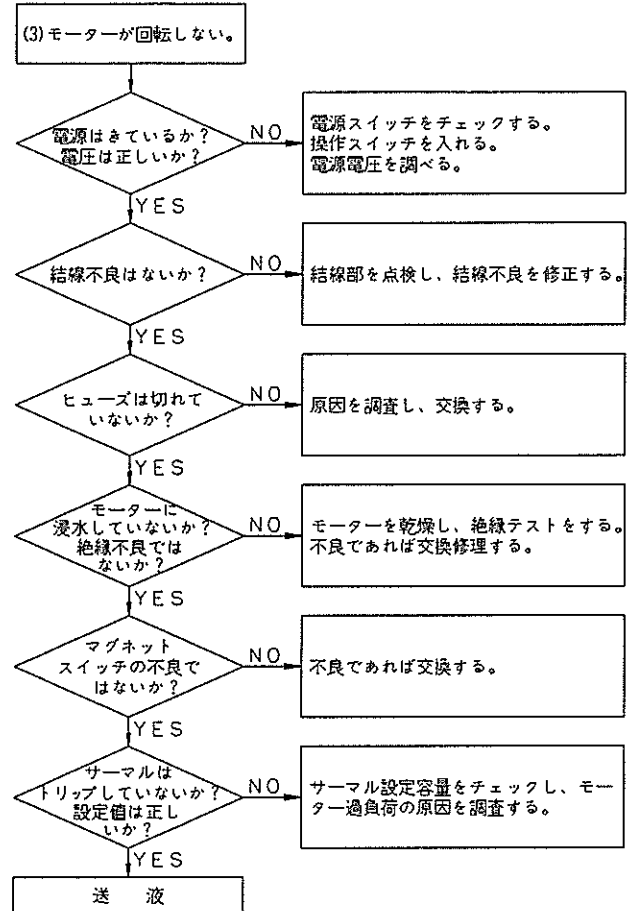 (3)モーターが回転しない。
電源はきているか？
電圧は正しいか？
NO
電源スイッチをチェックする。
操作スイッチを入れる。
電源電圧を調べる。
YES
結線不良はないか？
NO
結線部を点検し、結線不良を修正する。
YES
ヒューズは切れて
いないか？
NO
原因を調査し、交換する。
YES
モーターに
浸水していないか？
絶縁不良では
ないか？
NO
モーターを乾燥し、絶縁テストをする。
不良であれば交換修理する。
YES
マグネット
スイッチの不良で
はないか？
NO
不良であれば交換する。
YES
サーマルは
トリップしていないか？
設定値は正し
いか？
NO
サーマル設定容量をチェックし、モー
ター過負荷の原因を調査する。
YES
送 液